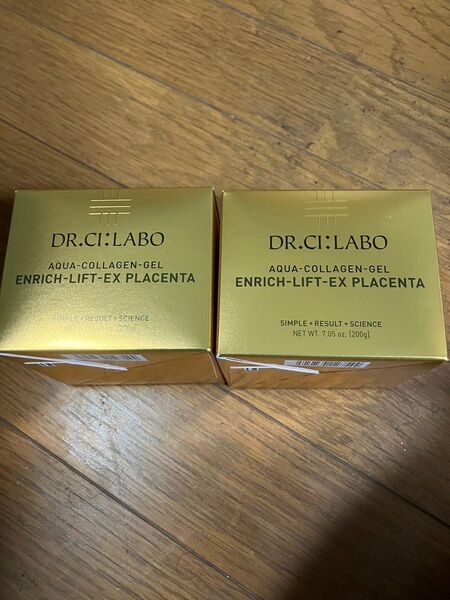 DR.CI:LABO
AQUA-COLLAGEN-GEL
ENRICH-LIFT-EX PLACENTA
SIMPLE + RESULT + SCIENCE
DR.CI:LABO
AQUA-COLLAGEN-GEL
ENRICH-LIFT-EX PLACENTA
SIMPLE + RESULT + SCIENCE
NET WT. 7.05 oz. (200g)